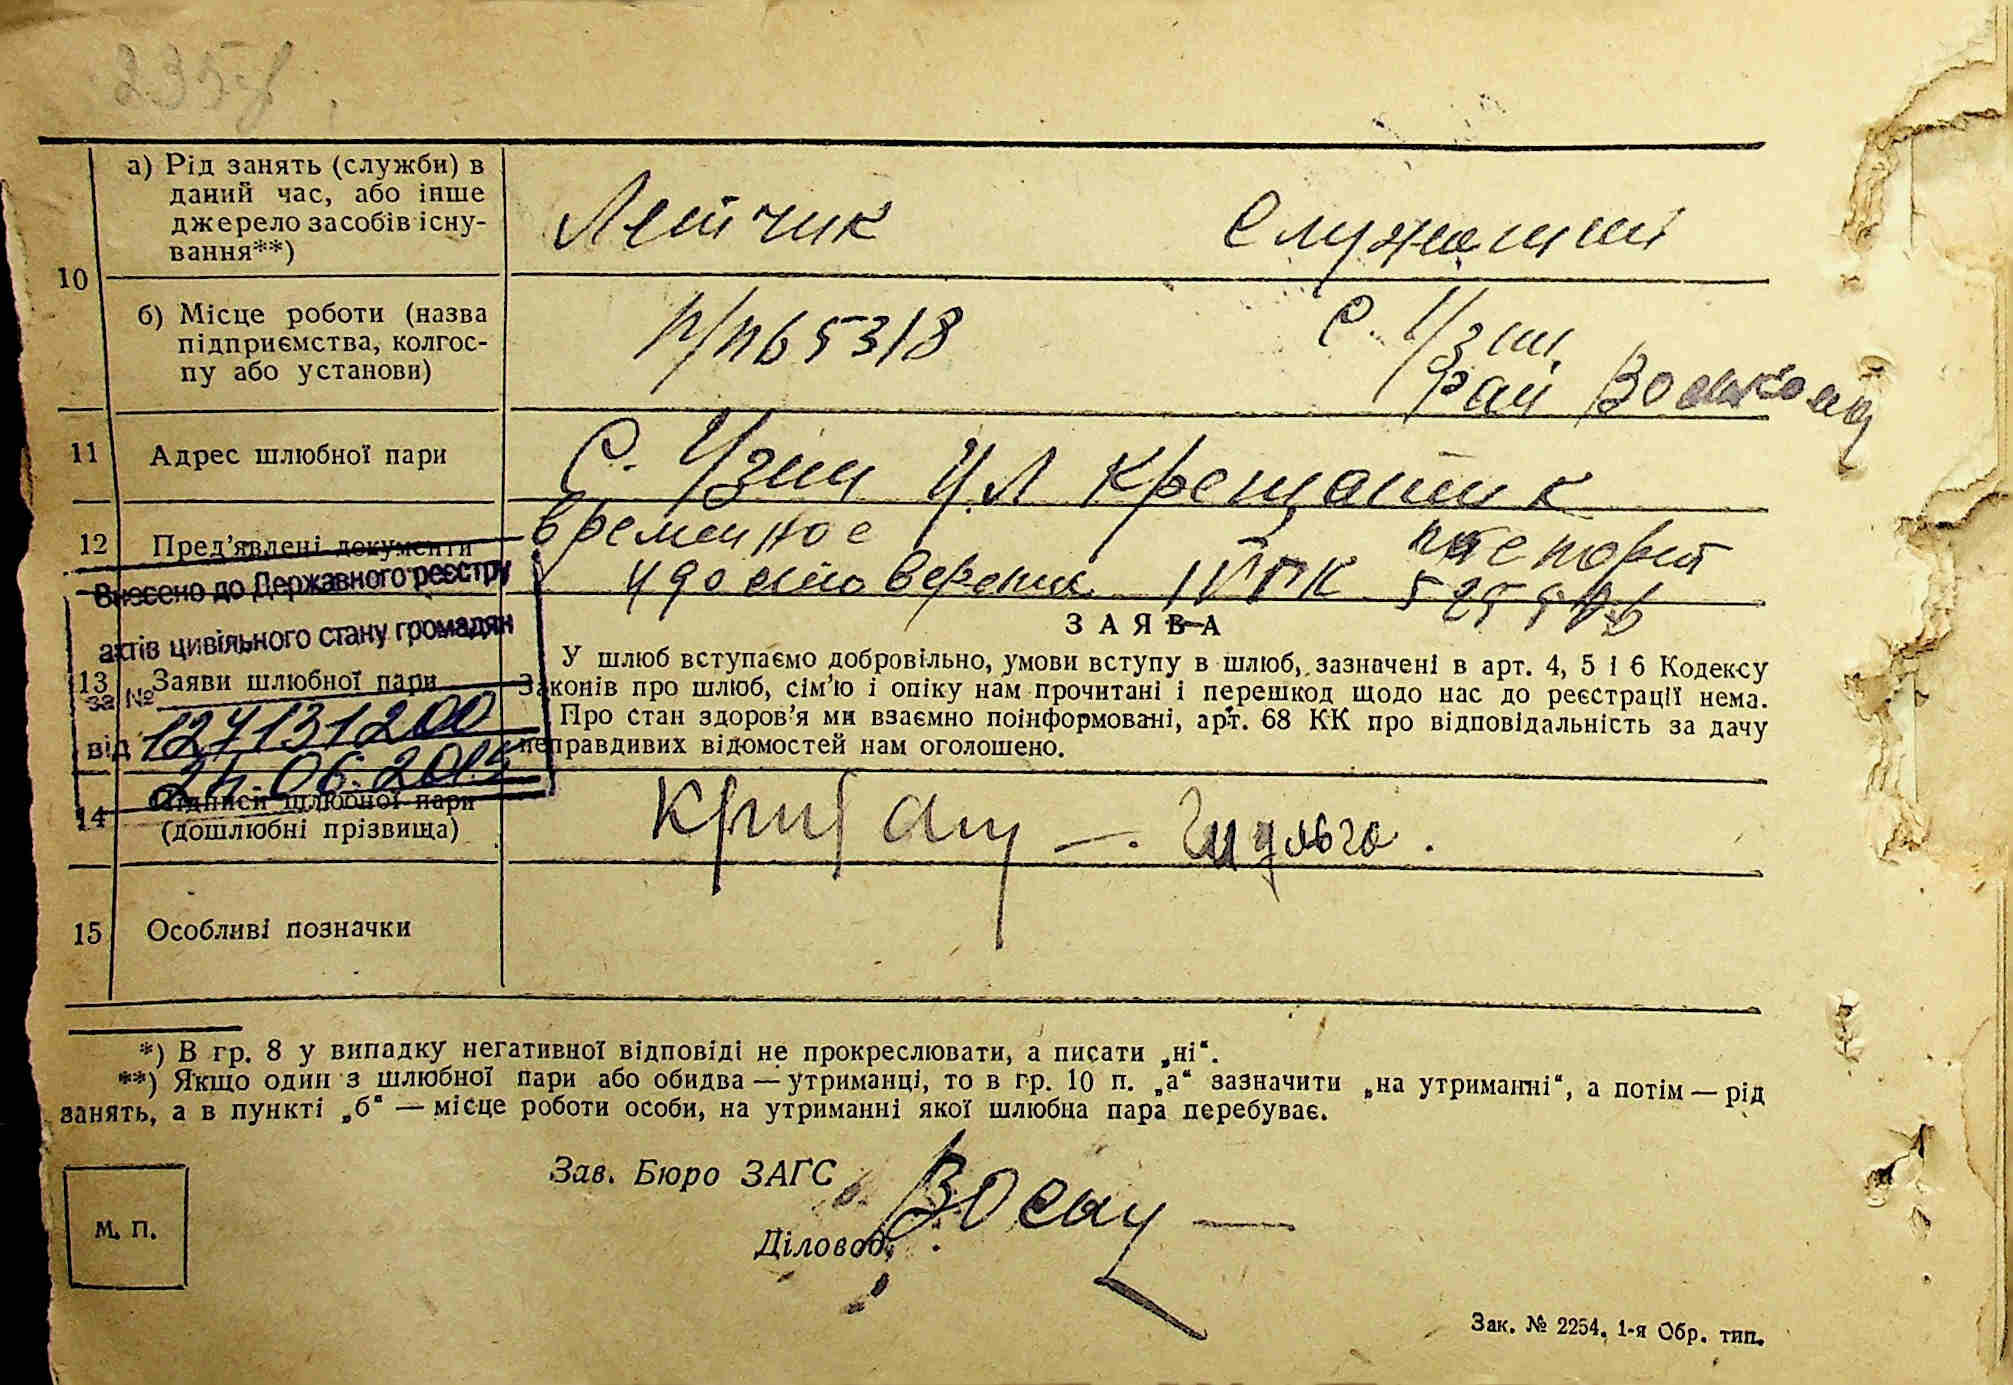 10
а) Рід занять (служби) в
даний час, або інше
джерело засобів існу-
вання**)
Летчик
Служащий
б) Місце роботи (назва
підприємства, колгос-
пу або установи)
п/п 65318
с. Узин
рай
11 Адрес шлюбної пари
с. Узин ул Крещатик
12 Пред'явлені документи
временное
удостоверения
паспорт
Внесено до Державного реєстру
актів цивільного стану громадян
за №
від
24.06.2015
13 Заяви шлюбної пари
ЗАЯВА
У шлюб вступаємо добровільно, умови вступу в шлюб, зазначені в арт. 4, 5 і 6 Кодексу
Законів про шлюб, сім'ю і опіку нам прочитані і перешкод щодо нас до реєстрації нема.
Про стан здоров'я ми взаємно поінформовані, арт. 68 КК про відповідальність за дачу
неправдивих відомостей нам оголошено.
14 Підписи шлюбної пари
(дошлюбні прізвища)
15 Особливі позначки
*) В гр. 8 у випадку негативної відповіді не прокреслювати, а писати „ні“.
**) Якщо один з шлюбної пари або обидва — утриманці, то в гр. 10 п. „а“ зазначити „на утриманні“, а потім — рід
занять, а в пункті „б“ — місце роботи особи, на утриманні якої шлюбна пара перебуває.
Зав. Бюро ЗАГС
Діловод
М. П.
Зак. № 2254. 1-я Обр. тип.